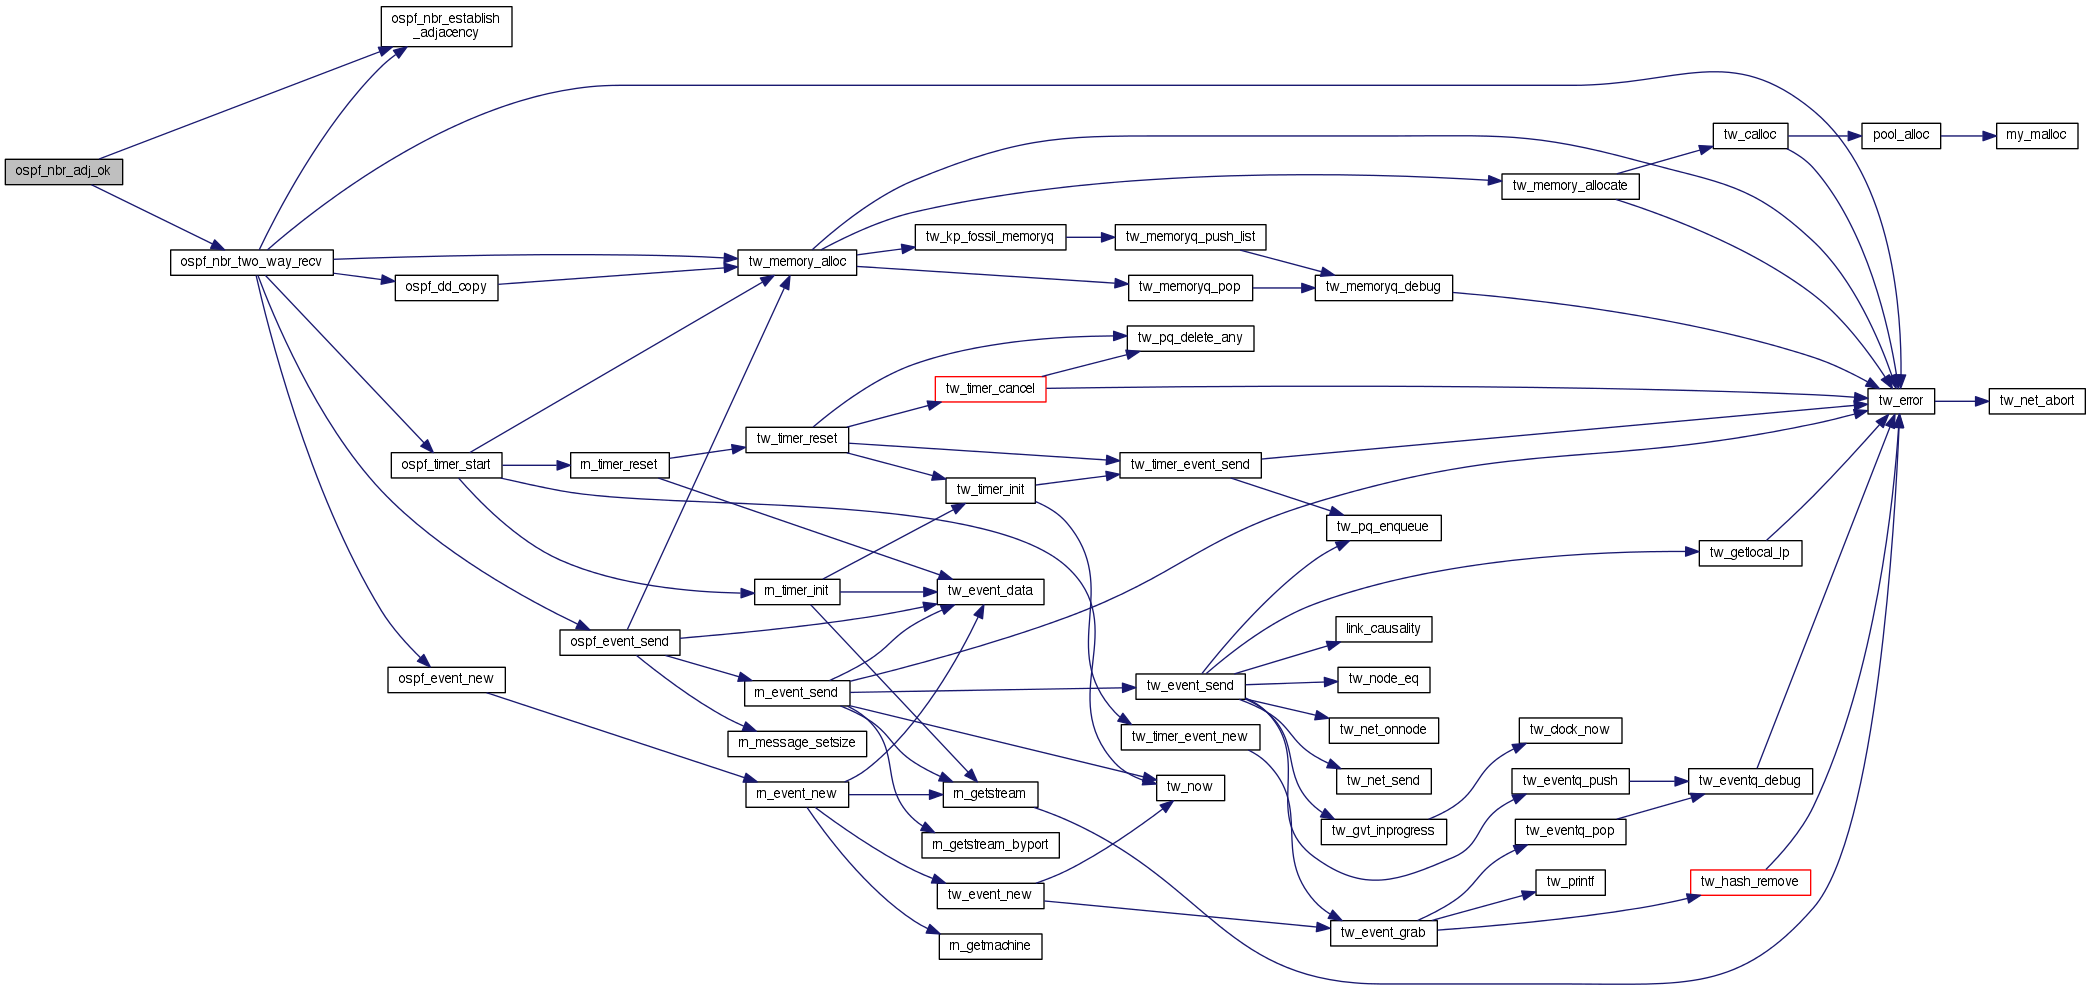 ospf_nbr_establish
_adjacency
tw_calloc
pool_alloc
my_malloc
ospf_nbr_adj_ok
tw_memory_allocate
tw_kp_fossil_memoryq
tw_memoryq_push_list
ospf_nbr_two_way_recv
tw_memory_alloc
ospf_dd_copy
tw_memoryq_pop
tw_memoryq_debug
tw_pq_delete_any
tw_timer_cancel
tw_error
tw_net_abort
tw_timer_reset
ospf_timer_start
rn_timer_reset
tw_timer_event_send
tw_timer_init
tw_pq_enqueue
tw_getlocal_lp
rn_timer_init
tw_event_data
link_causality
ospf_event_send
ospf_event_new
tw_node_eq
rn_event_send
tw_event_send
tw_net_onnode
tw_clock_now
rn_message_setsize
tw_timer_event_new
tw_net_send
tw_eventq_push
tw_eventq_debug
rn_event_new
rn_getstream
tw_now
tw_gvt_inprogress
tw_eventq_pop
rn_getstream_byport
tw_printf
tw_hash_remove
tw_event_new
tw_event_grab
rn_getmachine